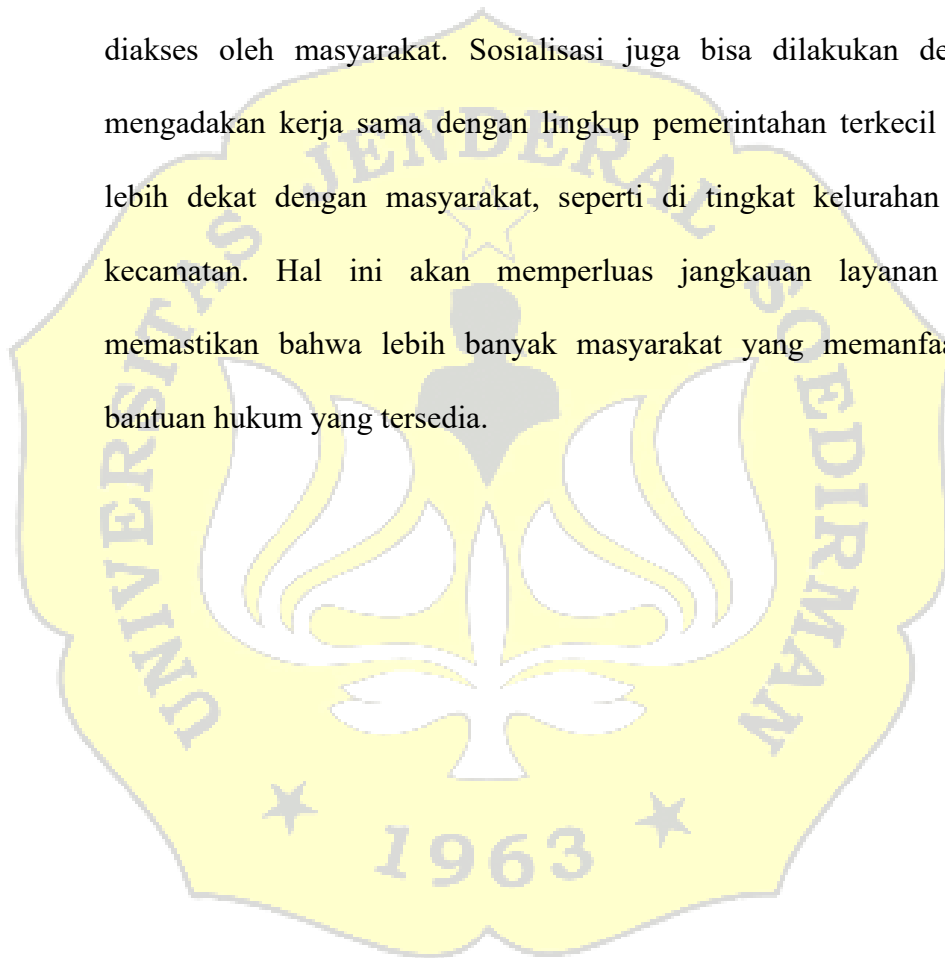 diakses oleh masyarakat. Sosialisasi juga bisa dilakukan de
mengadakan kerja sama dengan lingkup pemerintahan terkecil
lebih dekat dengan masyarakat, seperti di tingkat kelurahan
kecamatan. Hal ini akan memperluas jangkauan layanan
memastikan bahwa lebih banyak masyarakat yang memanfaa
bantuan hukum yang tersedia.
UNIVERSITAS JENDERAL SOEDIRMAN
1963